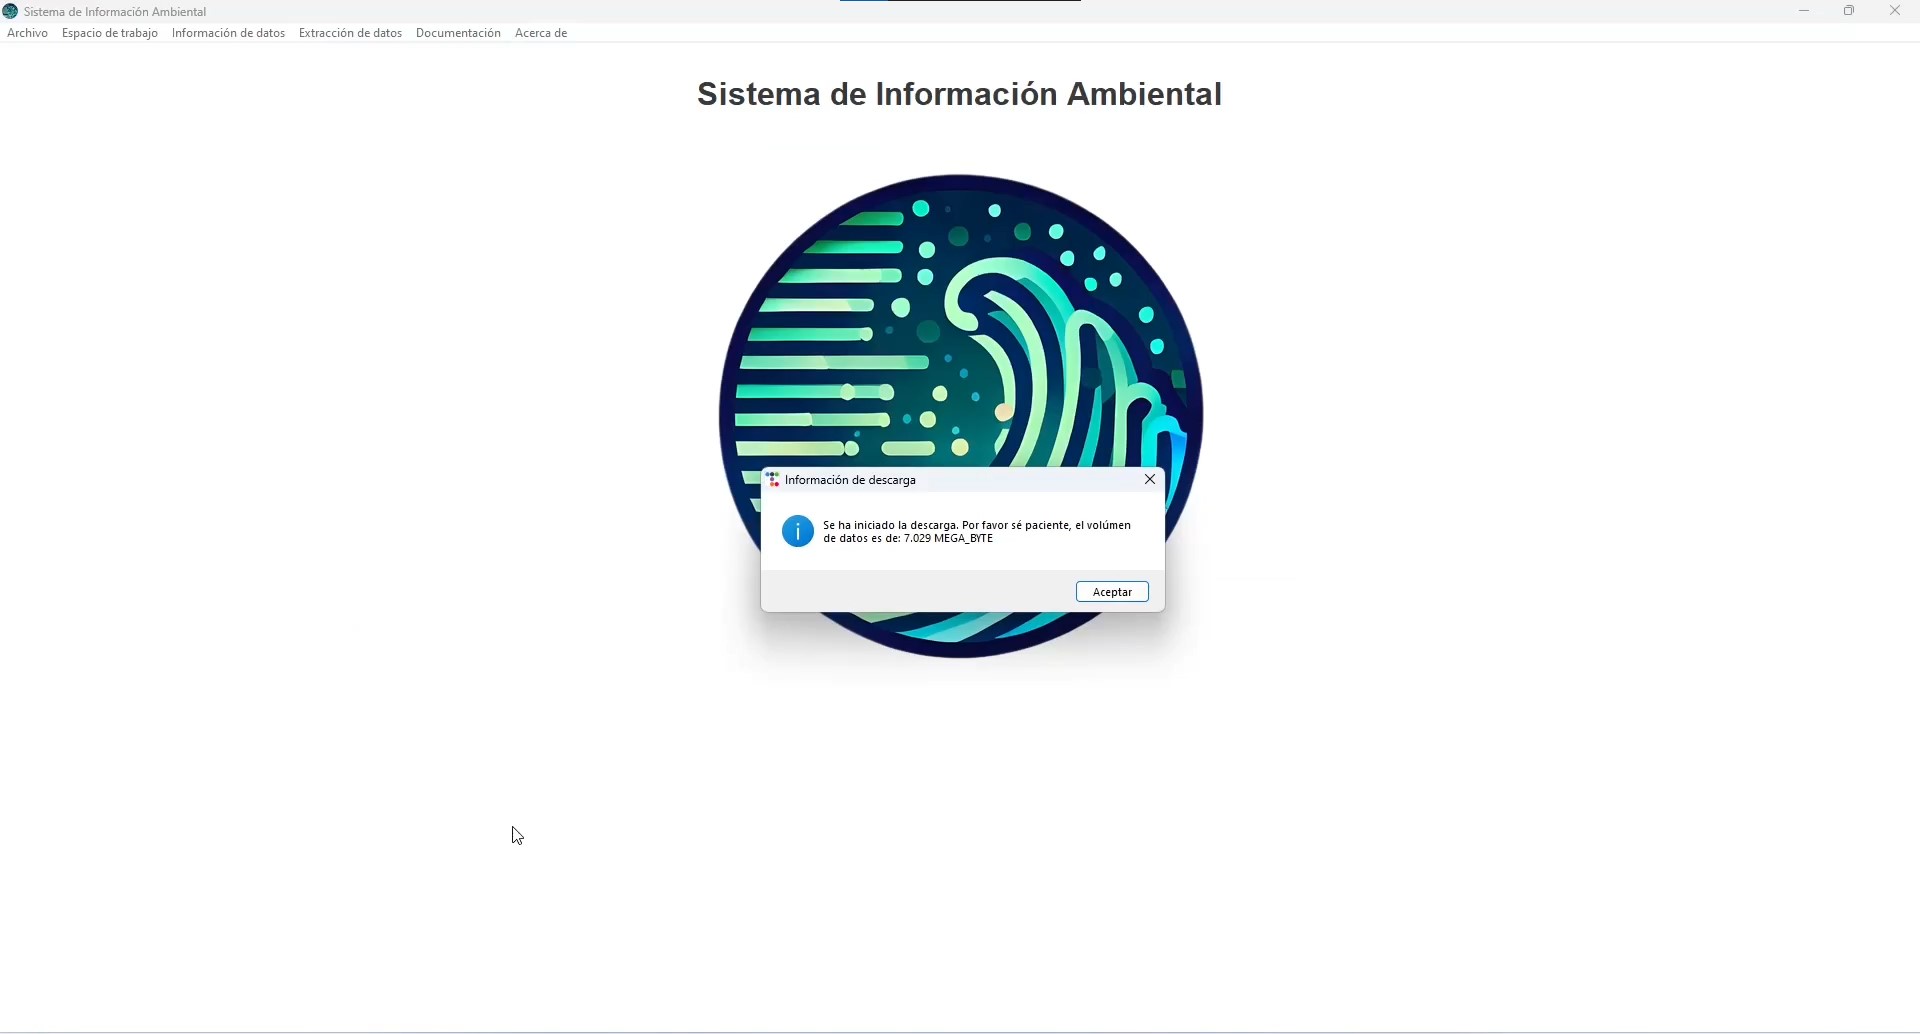 Sistema de Información Ambiental
Archivo Espacio de trabajo Información de datos Extracción de datos Documentación Acerca de
Sistema de Información Ambiental
Información de descarga
Se ha iniciado la descarga. Por favor sé paciente, el volúmen
de datos es de: 7.029 MEGA_BYTE
Aceptar